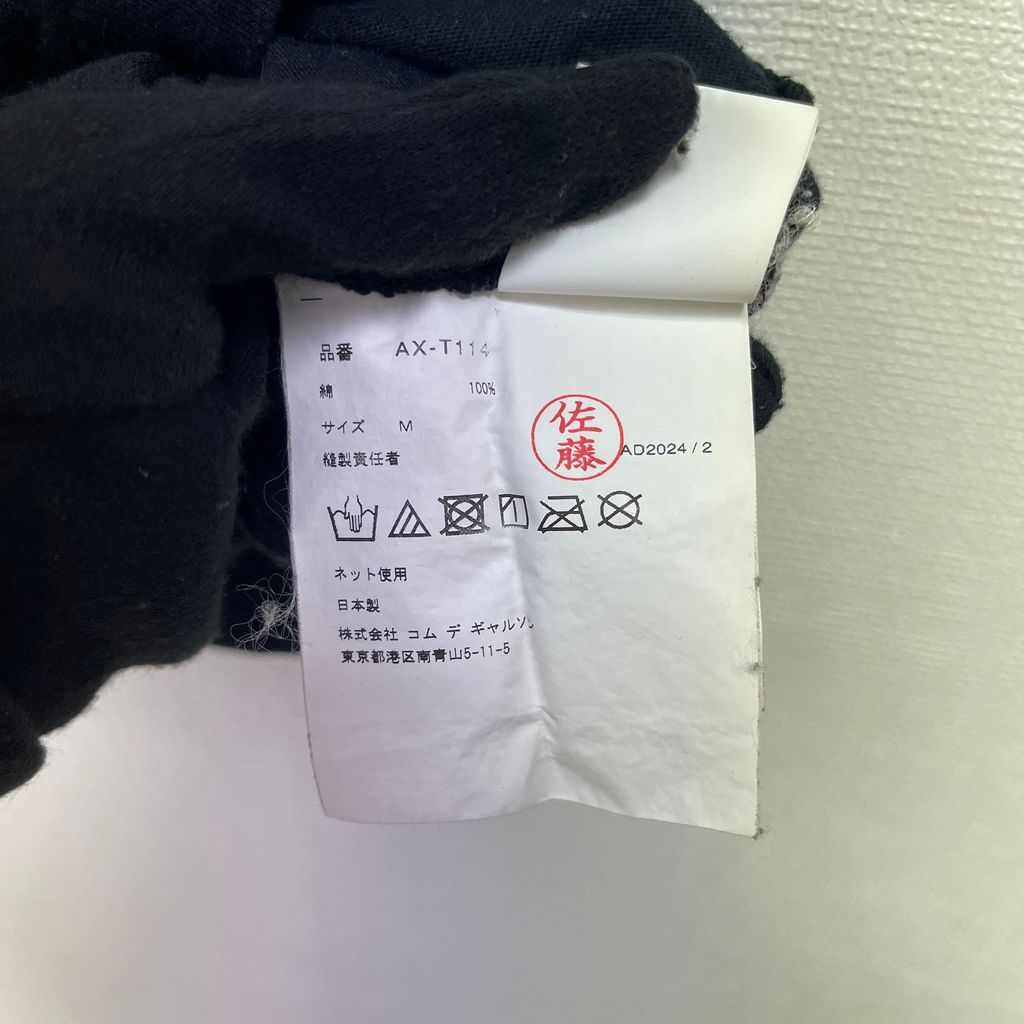 品番 AX-T114
綿 100%
サイズ M
縫製責任者 佐藤 AD2024 / 2
ネット使用
日本製
株式会社 コム デ ギャルソン
東京都港区南青山5-11-5